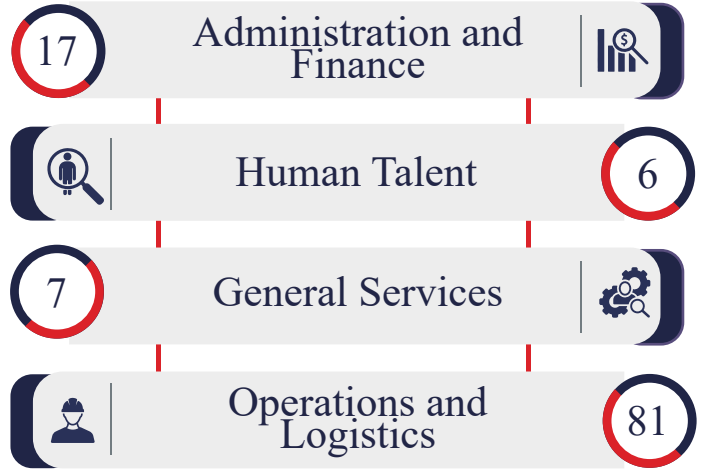 17
Administration and
Finance
$
Human Talent
6
7
General Services
Operations and
Logistics
81